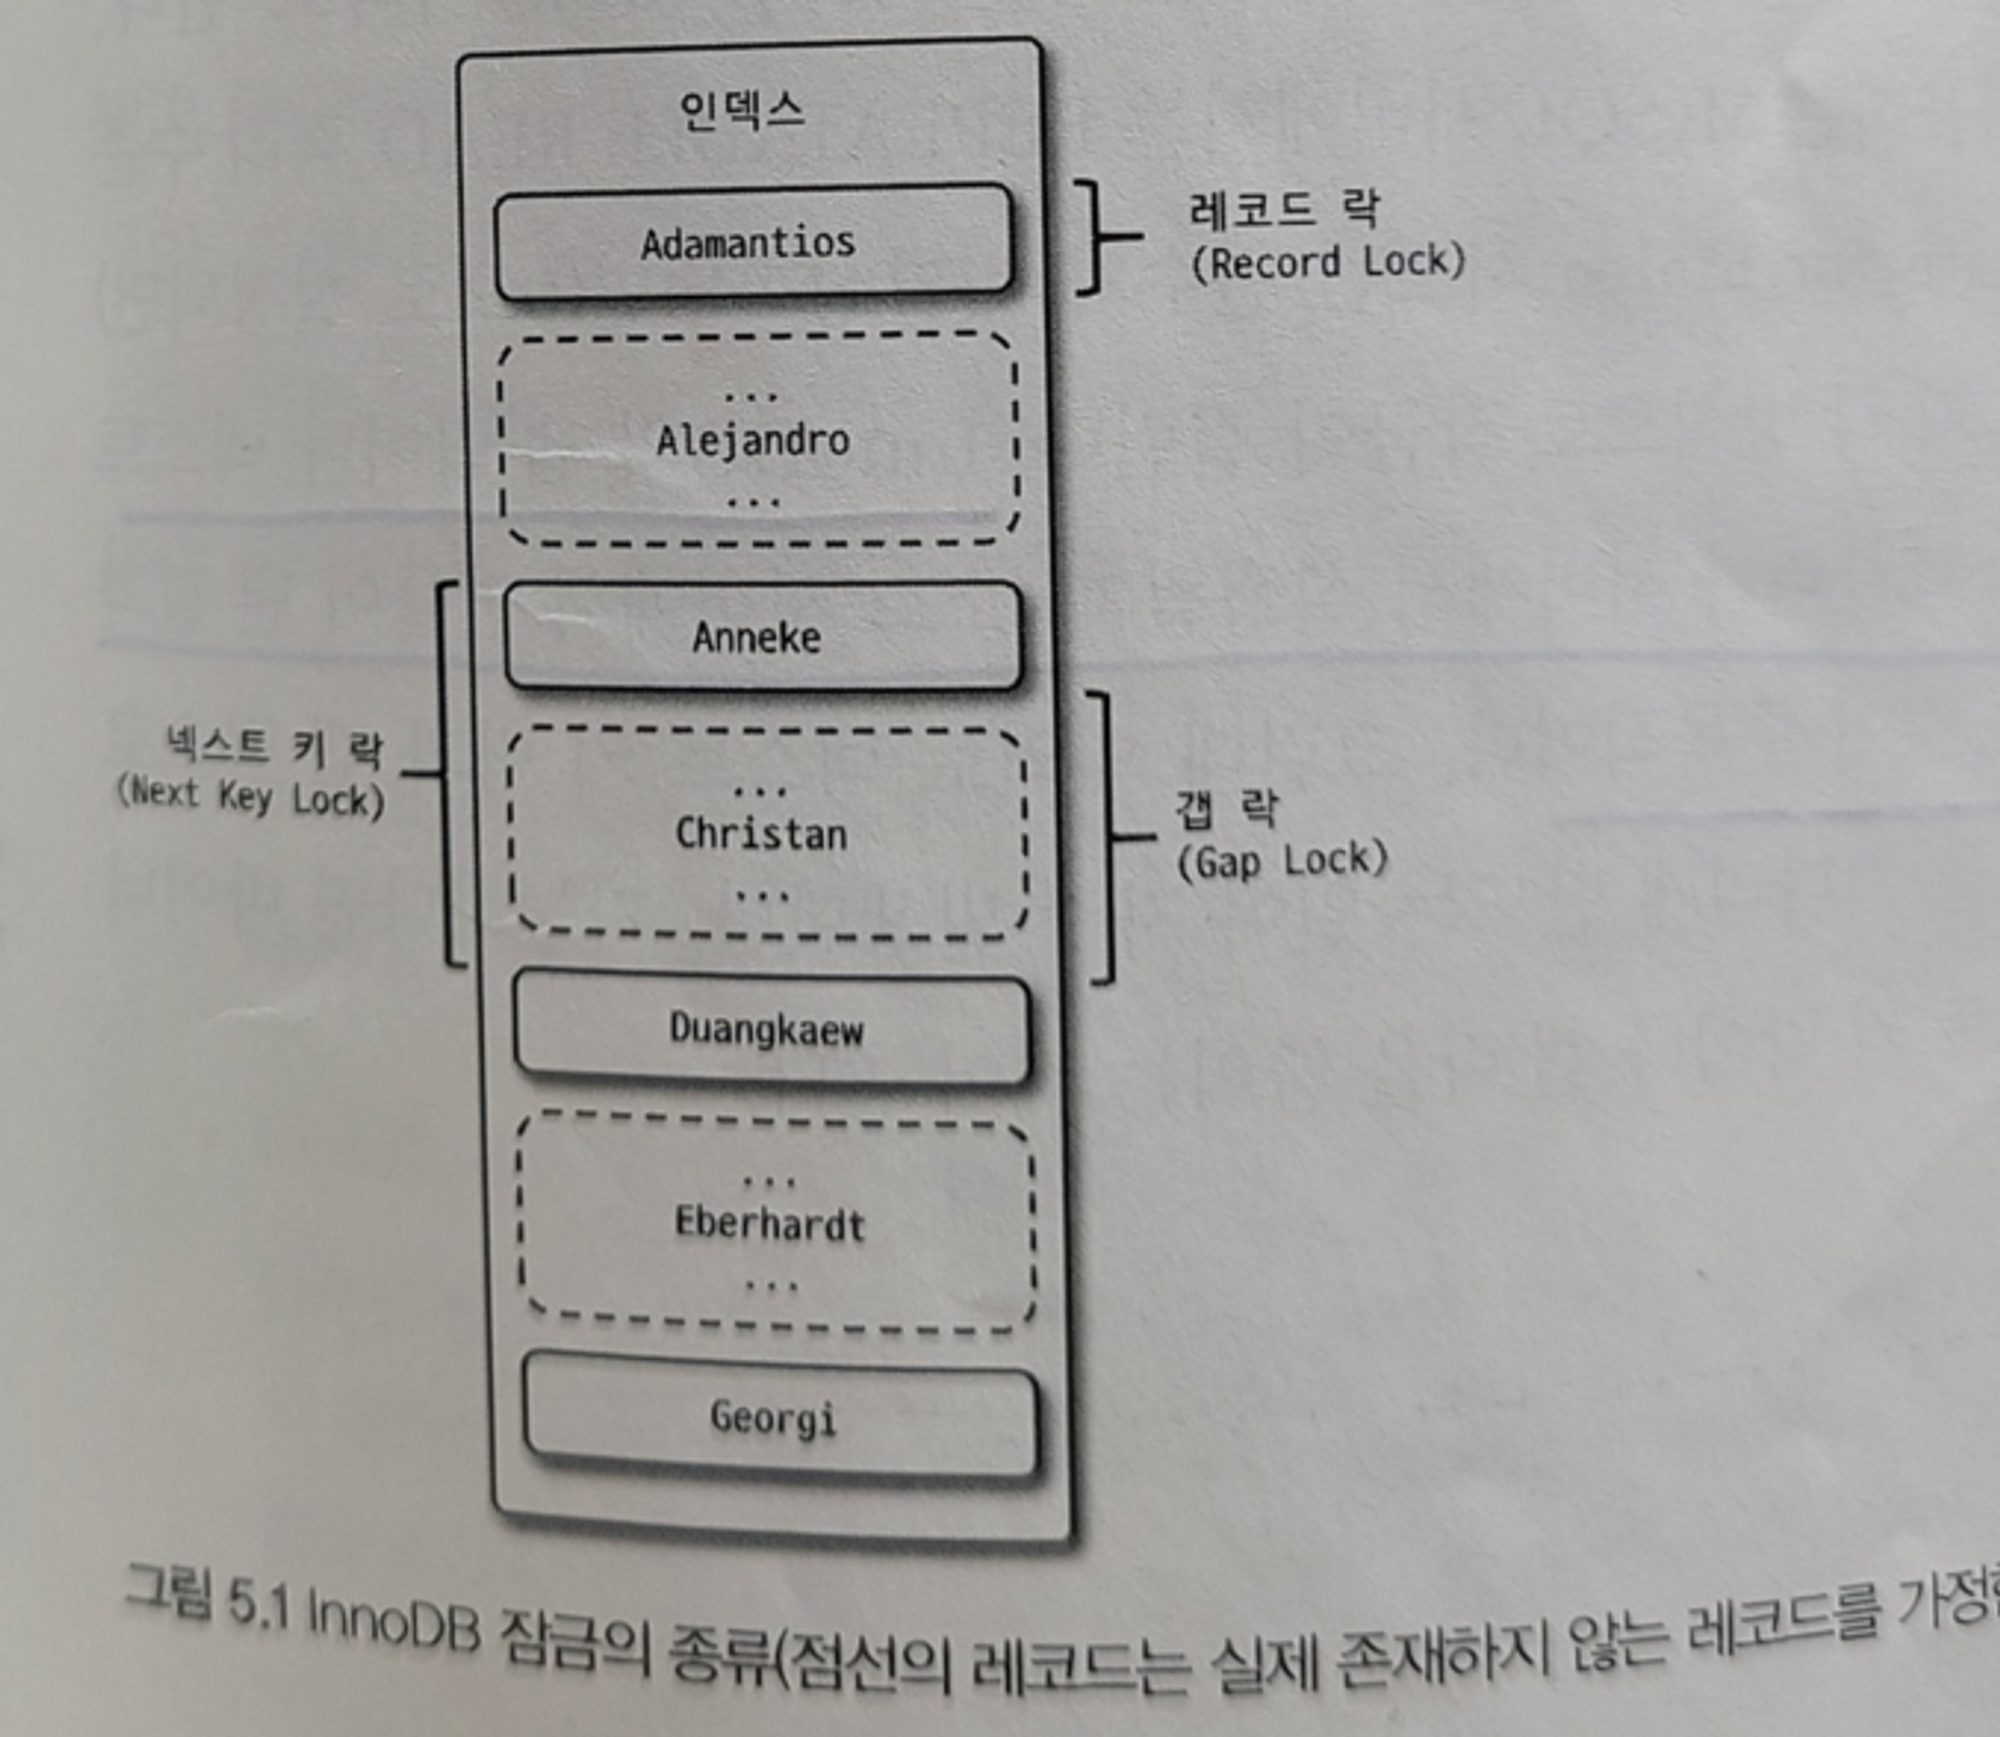 인덱스
Adamantios
레코드 락
(Record Lock)
...
Alejandro
...
Anneke
넥스트 키 락
(Next Key Lock)
...
Christan
...
갭 락
(Gap Lock)
Duangkaew
...
Eberhardt
...
Georgi
그림 5.1 InnoDB 잠금의 종류(점선의 레코드는 실제 존재하지 않는 레코드를